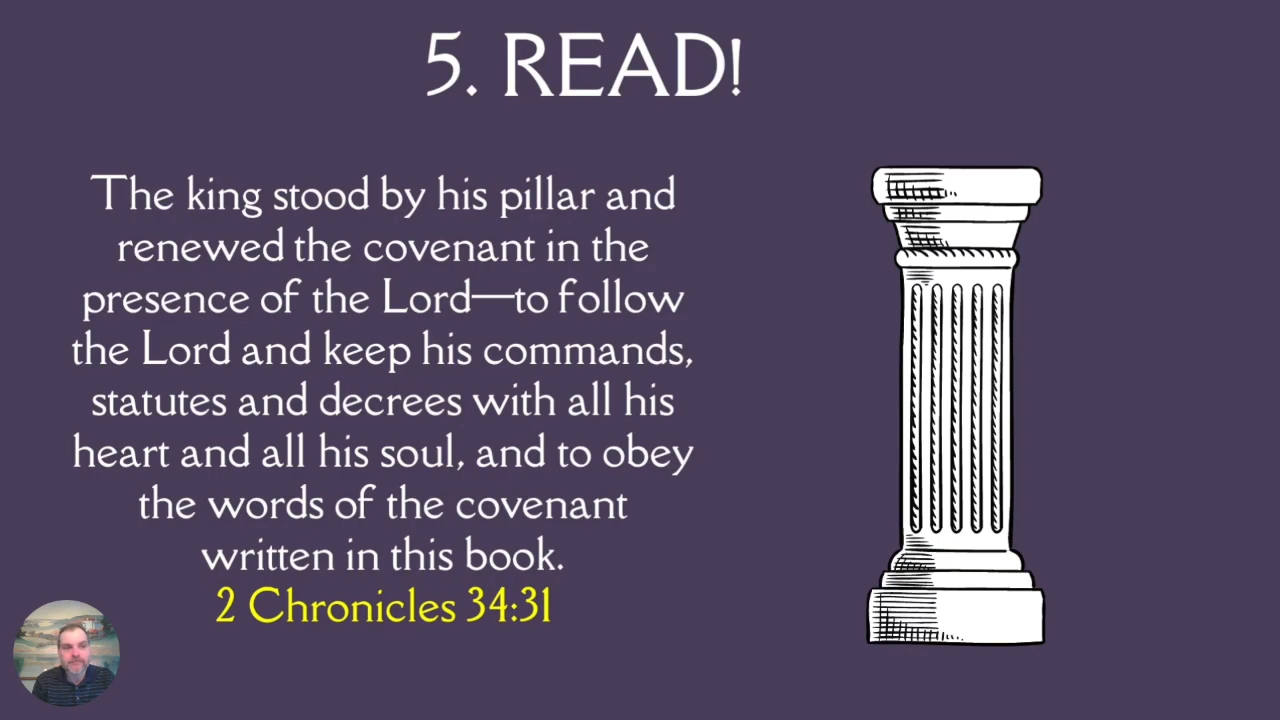 5. READ!
The king stood by his pillar and
renewed the covenant in the
presence of the Lord—to follow
the Lord and keep his commands,
statutes and decrees with all his
heart and all his soul, and to obey
the words of the covenant
written in this book.
2 Chronicles 34:31